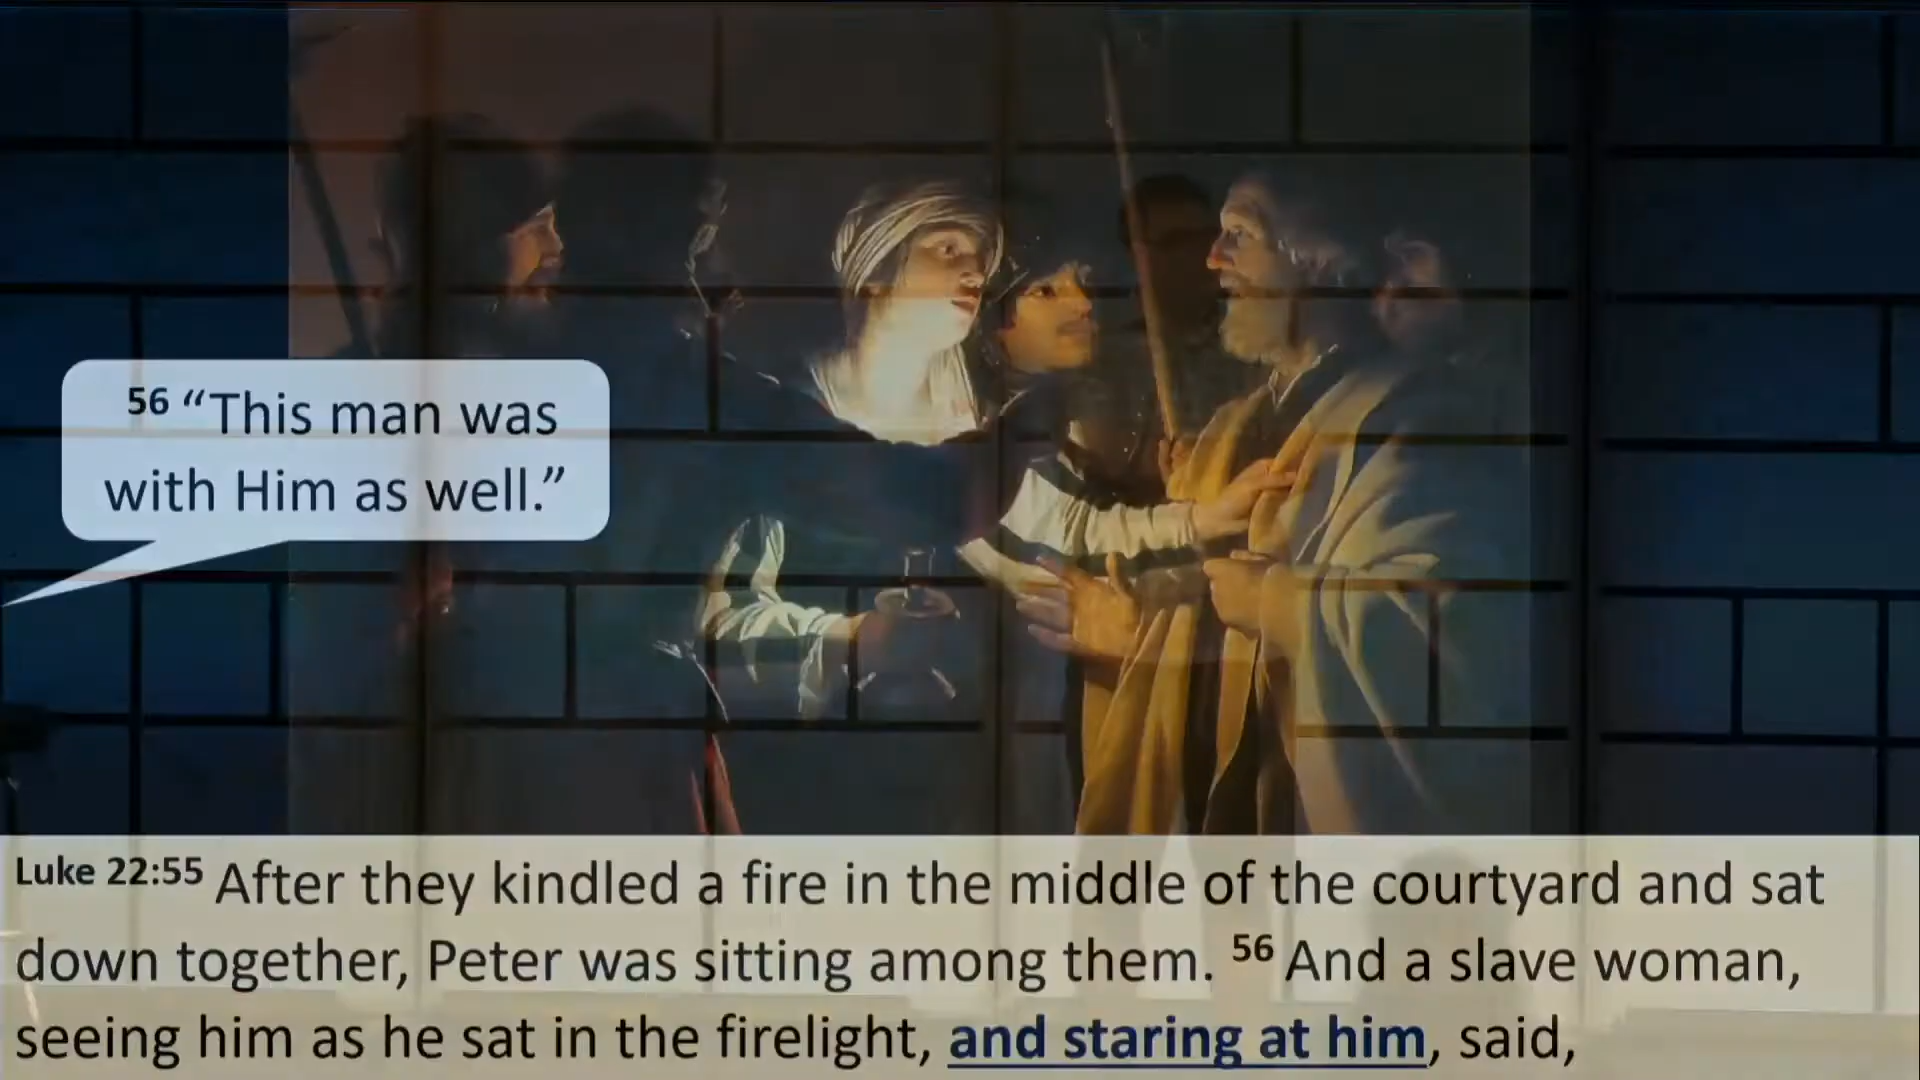 56 “This man was
with Him as well.”
Luke 22:55 After they kindled a fire in the middle of the courtyard and sat
down together, Peter was sitting among them. 56 And a slave woman,
seeing him as he sat in the firelight, and staring at him, said,